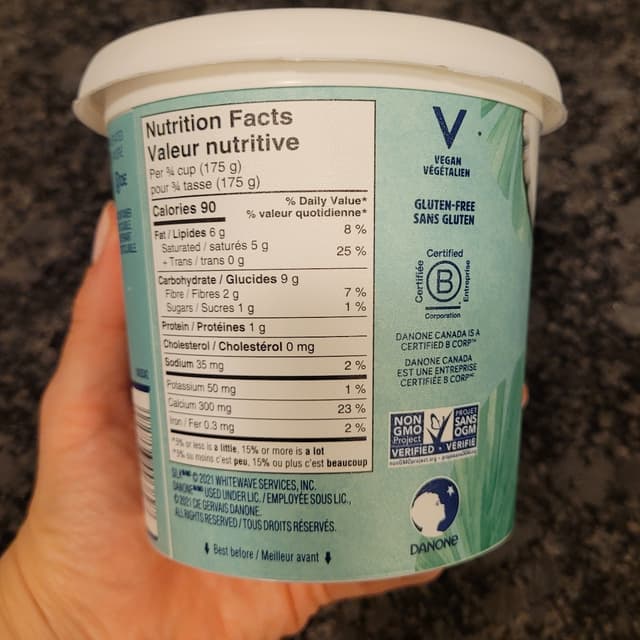 Nutrition Facts
Valeur nutritive
Per ¾ cup (175 g)
pour ¾ tasse (175 g)
Calories 90
% Daily Value*
% valeur quotidienne*
Fat / Lipides 6 g 8 %
Saturated / saturés 5 g
+ Trans / trans 0 g 25 %
Carbohydrate / Glucides 9 g
Fibre / Fibres 2 g 7 %
Sugars / Sucres 1 g 1 %
Protein / Protéines 1 g
Cholesterol / Cholestérol 0 mg
Sodium 35 mg 2 %
Potassium 50 mg 1 %
Calcium 300 mg 23 %
Iron / Fer 0.3 mg 2 %
*5% or less is a little, 15% or more is a lot
*5% ou moins c'est peu, 15% ou plus c'est beaucoup
© 2021 WHITEWAVE SERVICES, INC.
DANONE USED UNDER LIC. / EMPLOYÉE SOUS LIC.,
© 2021 CIE GERVAIS DANONE.
ALL RIGHTS RESERVED / TOUS DROITS RÉSERVÉS.
Best before / Meilleur avant
V
VEGAN
VÉGÉTALIEN
GLUTEN-FREE
SANS GLUTEN
Certified
Certifiée
B
Entreprise
Corporation
DANONE CANADA IS A
CERTIFIED B CORP™
DANONE CANADA
EST UNE ENTREPRISE
CERTIFIÉE B CORP™
NON
GMO
Project
VERIFIED
PROJET
SANS
OGM
VERIFIÉ
nonGMOproject.org
DANONE